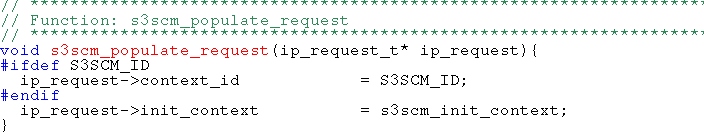 // **********************************************************************
// Function: s3scm_populate_request
// **********************************************************************
void s3scm_populate_request(ip_request_t* ip_request){
#ifdef S3SCM_ID
  ip_request->context_id            = S3SCM_ID;
#endif
  ip_request->init_context          = s3scm_init_context;
}